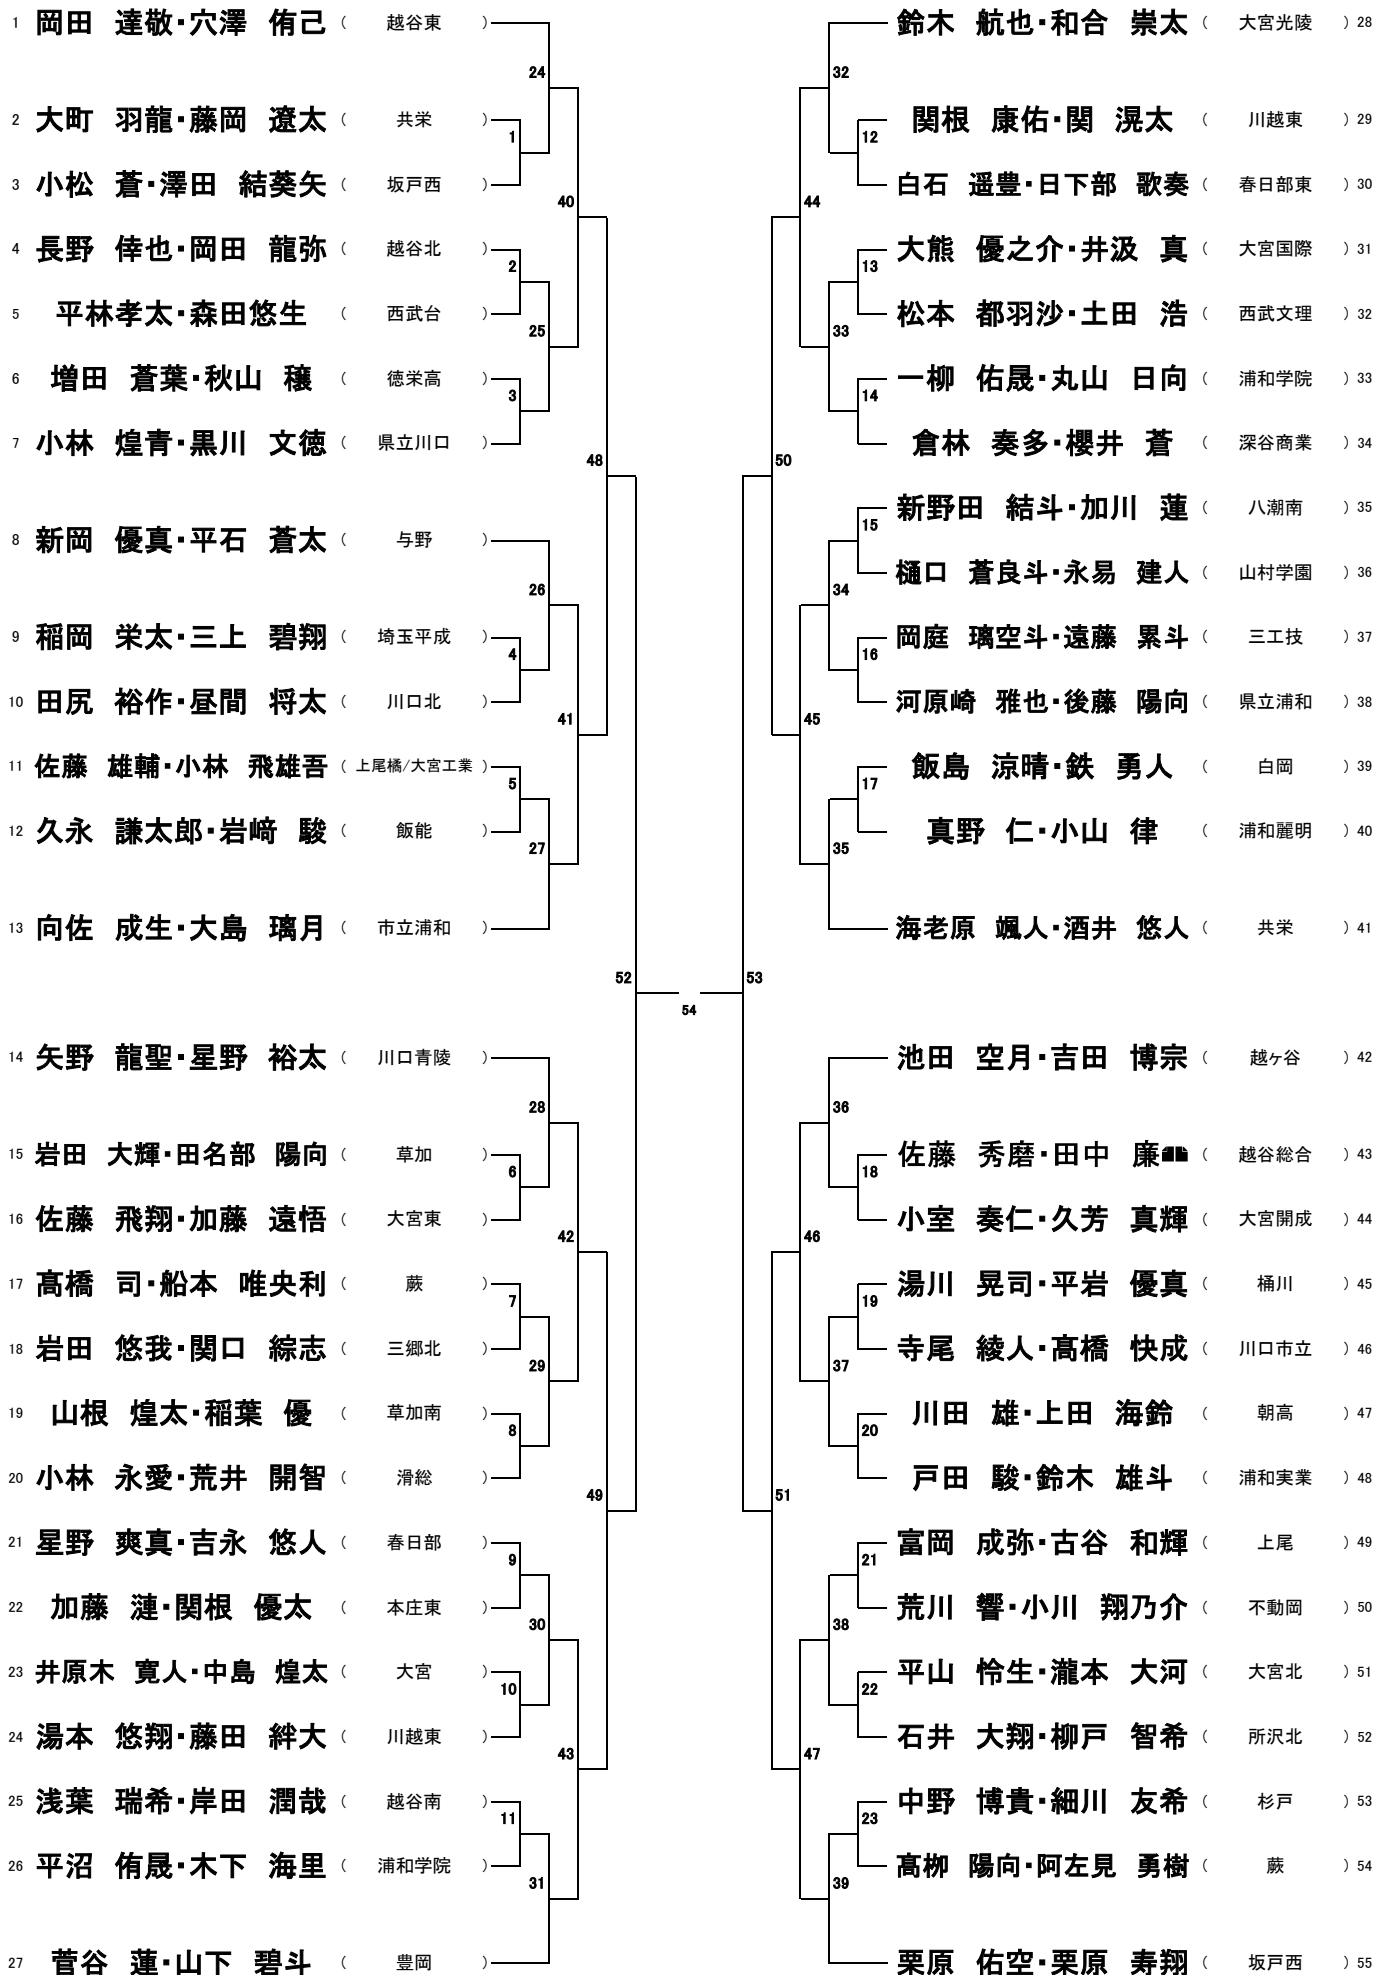 1 岡田 達敬・穴澤 侑己 （ 越谷東 ）
24
2 大町 羽龍・藤岡 遼太 （ 共栄 ）
1
3 小松 蒼・澤田 結葵矢 （ 坂戸西 ）
40
4 長野 倖也・岡田 龍弥 （ 越谷北 ）
2
5 平林孝太・森田悠生 （ 西武台 ）
25
6 増田 蒼葉・秋山 穣 （ 徳栄高 ）
3
7 小林 煌青・黒川 文徳 （ 県立川口 ）
48
8 新岡 優真・平石 蒼太 （ 与野 ）
26
9 稲岡 栄太・三上 碧翔 （ 埼玉平成 ）
4
10 田尻 裕作・昼間 将太 （ 川口北 ）
41
11 佐藤 雄輔・小林 飛雄吾 （ 上尾橘/大宮工業 ）
5
12 久永 謙太郎・岩﨑 駿 （ 飯能 ）
27
13 向佐 成生・大島 璃月 （ 市立浦和 ）
52
14 矢野 龍聖・星野 裕太 （ 川口青陵 ）
28
15 岩田 大輝・田名部 陽向 （ 草加 ）
6
16 佐藤 飛翔・加藤 遠悟 （ 大宮東 ）
42
17 髙橋 司・船本 唯央利 （ 蕨 ）
7
18 岩田 悠我・関口 綜志 （ 三郷北 ）
29
19 山根 煌太・稲葉 優 （ 草加南 ）
8
20 小林 永愛・荒井 開智 （ 滑総 ）
49
21 星野 爽真・吉永 悠人 （ 春日部 ）
9
22 加藤 漣・関根 優太 （ 本庄東 ）
30
23 井原木 寛人・中島 煌太 （ 大宮 ）
10
24 湯本 悠翔・藤田 絆大 （ 川越東 ）
43
25 浅葉 瑞希・岸田 潤哉 （ 越谷南 ）
11
26 平沼 侑晟・木下 海里 （ 浦和学院 ）
31
27 菅谷 蓮・山下 碧斗 （ 豊岡 ）
54
鈴木 航也・和合 崇太 （ 大宮光陵 ） 28
32
関根 康佑・関 滉太 （ 川越東 ） 29
12
白石 遥豊・日下部 歌奏 （ 春日部東 ） 30
44
大熊 優之介・井汲 真 （ 大宮国際 ） 31
13
松本 都羽沙・土田 浩 （ 西武文理 ） 32
33
一柳 佑晟・丸山 日向 （ 浦和学院 ） 33
14
倉林 奏多・櫻井 蒼 （ 深谷商業 ） 34
50
新野田 結斗・加川 蓮 （ 八潮南 ） 35
15
樋口 蒼良斗・永易 建人 （ 山村学園 ） 36
34
岡庭 璃空斗・遠藤 累斗 （ 三工技 ） 37
16
河原崎 雅也・後藤 陽向 （ 県立浦和 ） 38
45
飯島 涼晴・鉄 勇人 （ 白岡 ） 39
17
真野 仁・小山 律 （ 浦和麗明 ） 40
35
海老原 颯人・酒井 悠人 （ 共栄 ） 41
53
池田 空月・吉田 博宗 （ 越ヶ谷 ） 42
36
佐藤 秀磨・田中 廉 （ 越谷総合 ） 43
18
小室 奏仁・久芳 真輝 （ 大宮開成 ） 44
46
湯川 晃司・平岩 優真 （ 桶川 ） 45
19
寺尾 綾人・髙橋 快成 （ 川口市立 ） 46
37
川田 雄・上田 海鈴 （ 朝高 ） 47
20
戸田 駿・鈴木 雄斗 （ 浦和実業 ） 48
51
富岡 成弥・古谷 和輝 （ 上尾 ） 49
21
荒川 響・小川 翔乃介 （ 不動岡 ） 50
38
平山 怜生・瀧本 大河 （ 大宮北 ） 51
22
石井 大翔・柳戸 智希 （ 所沢北 ） 52
47
中野 博貴・細川 友希 （ 杉戸 ） 53
23
髙栁 陽向・阿左見 勇樹 （ 蕨 ） 54
39
栗原 佑空・栗原 寿翔 （ 坂戸西 ） 55